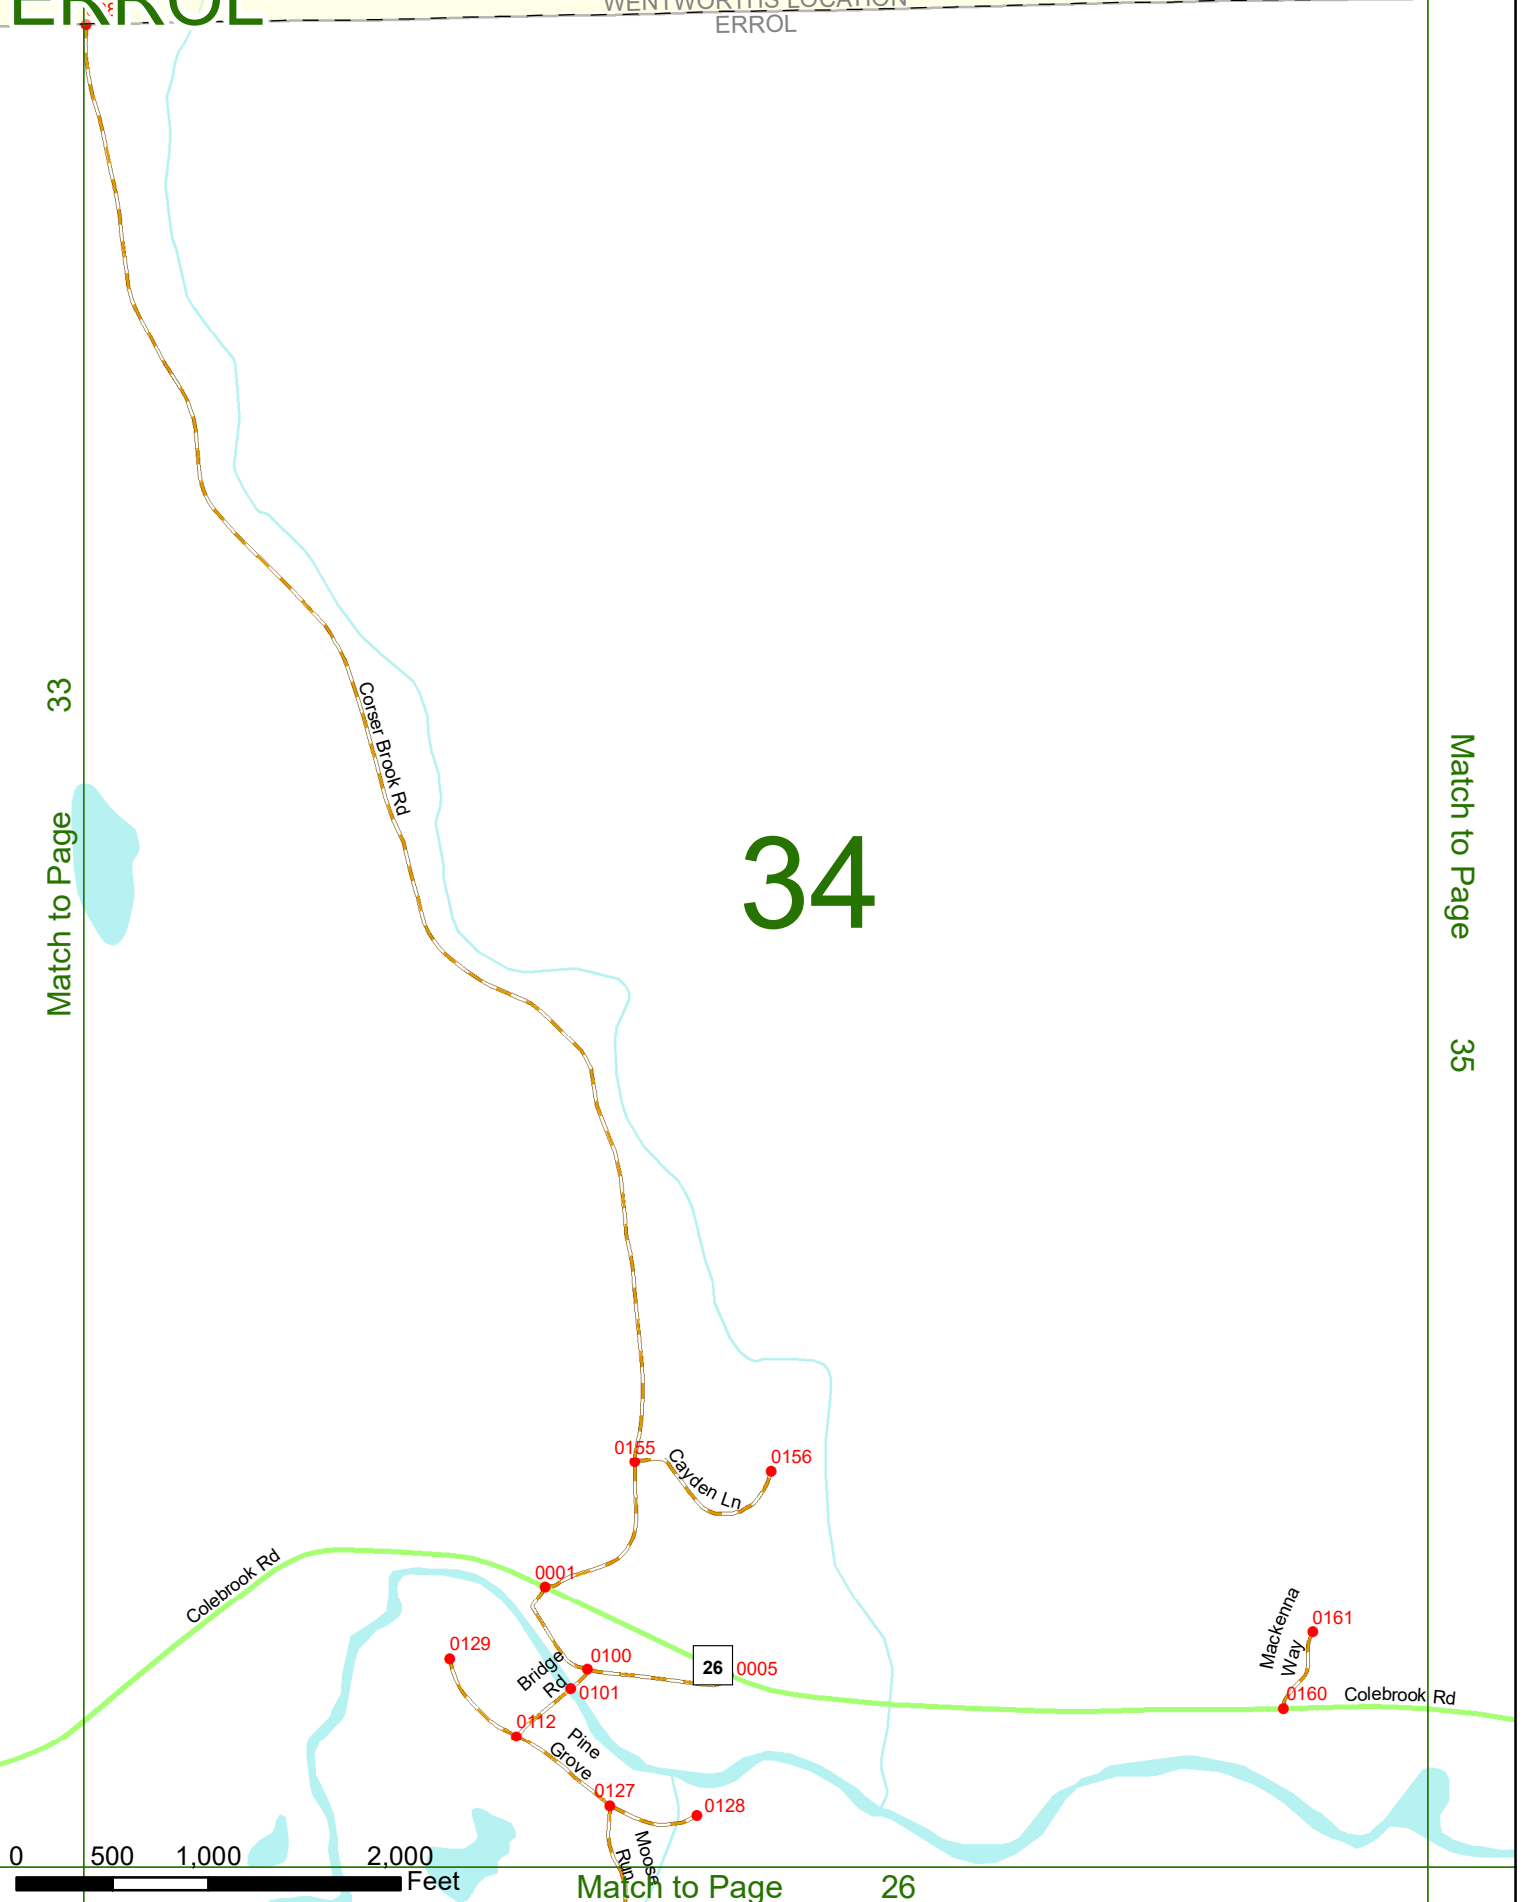 ERROL
WENTWORTHS LOCATION
ERROL
Match to Page 33
Corser Brook Rd
34
Match to Page 35
0155
Cayden Ln
0156
0001
Colebrook Rd
0129
0100
26
0005
Bridge
Rd
0101
0112
Pine
Grove
0127
0128
Moose
Run
Mackenna
Way
0161
0160
Colebrook Rd
0 500 1,000 2,000
Feet
Match to Page 26